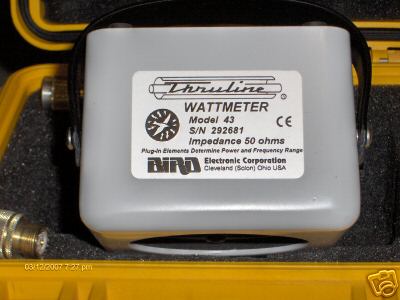 Thruline
WATTMETER
Model 43
S/N 292681
Impedance 50 ohms
Plug-in Elements Determine Power and Frequency Range
BIRD Electronic Corporation
Cleveland (Solon) Ohio USA
03/12/2007 7:27 pm